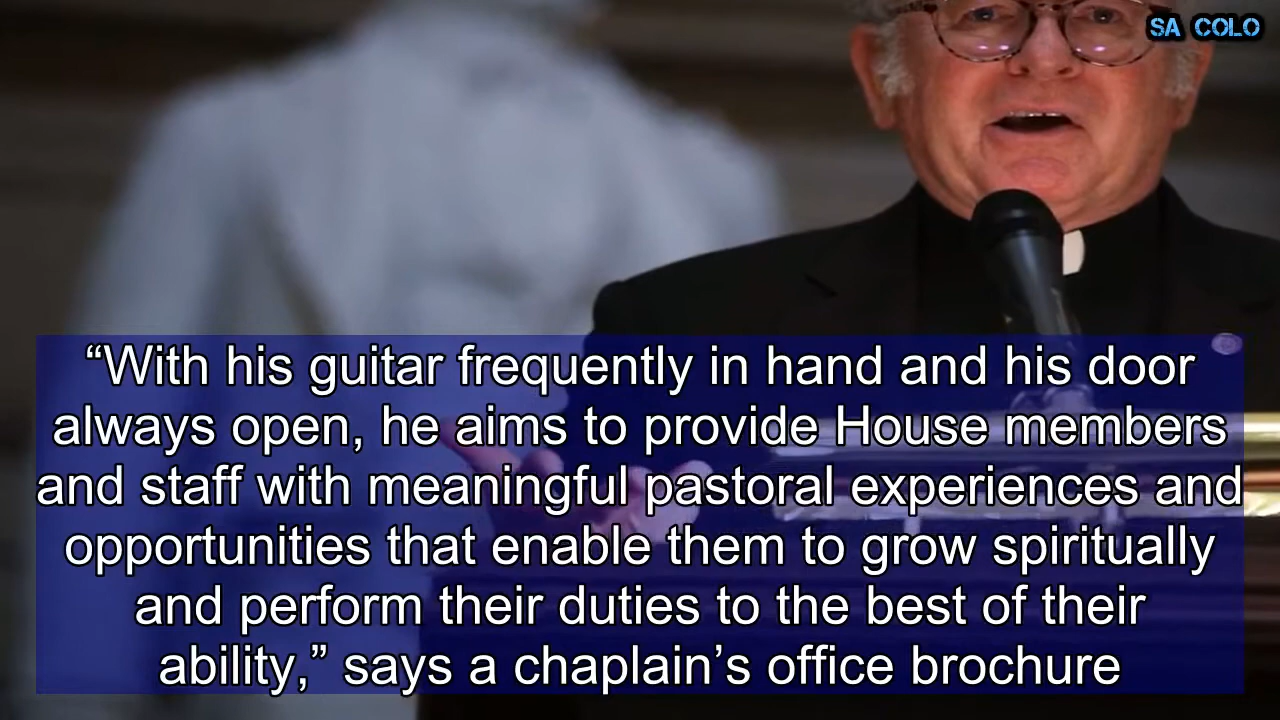 SA COLO
“With his guitar frequently in hand and his door
always open, he aims to provide House members
and staff with meaningful pastoral experiences and
opportunities that enable them to grow spiritually
and perform their duties to the best of their
ability,” says a chaplain’s office brochure